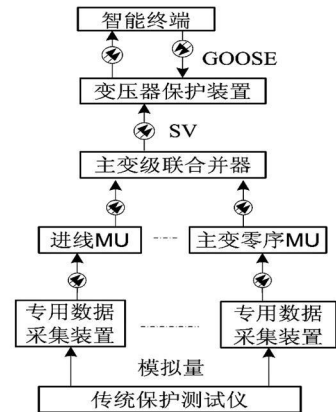 智能终端
GOOSE
变压器保护装置
SV
主变级联合并器
进线MU
主变零序MU
专用数据
采集装置
专用数据
采集装置
模拟量
传统保护测试仪